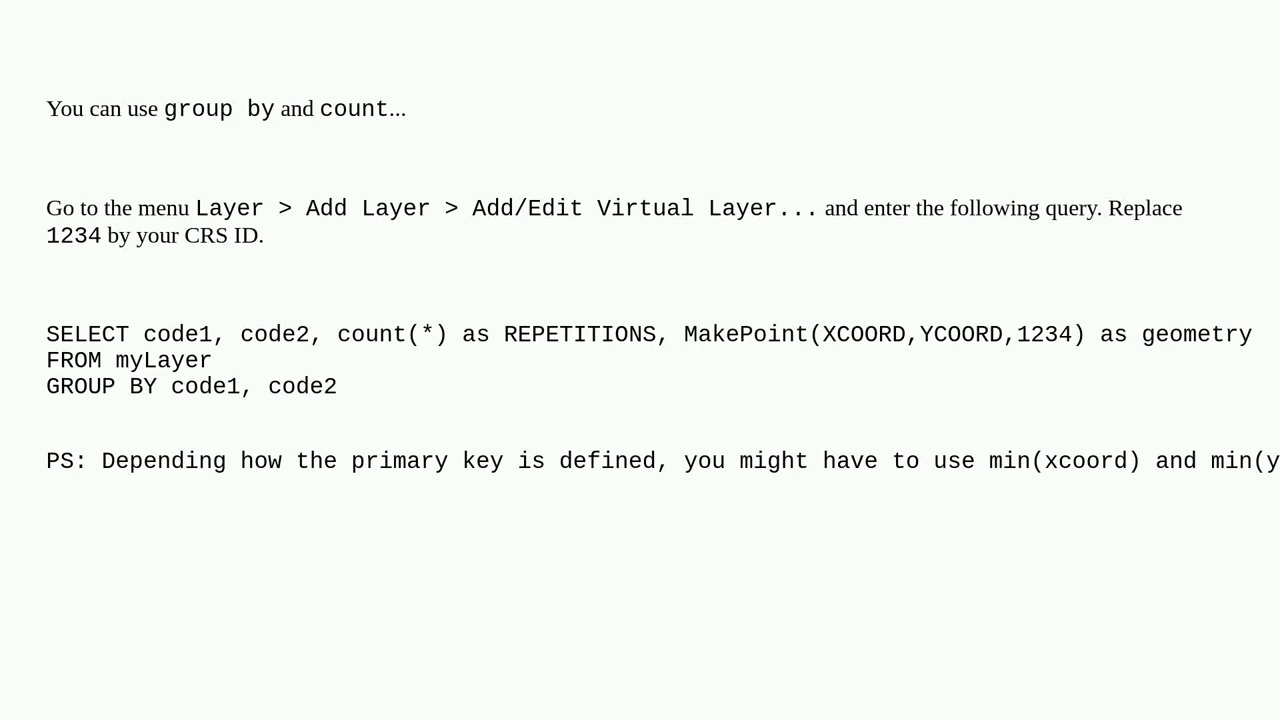 You can use group by and count...
Go to the menu Layer > Add Layer > Add/Edit Virtual Layer... and enter the following query. Replace
1234 by your CRS ID.
SELECT code1, code2, count(*) as REPETITIONS, MakePoint(XCOORD,YCOORD,1234) as geometry
FROM myLayer
GROUP BY code1, code2
PS: Depending how the primary key is defined, you might have to use min(xcoord) and min(y